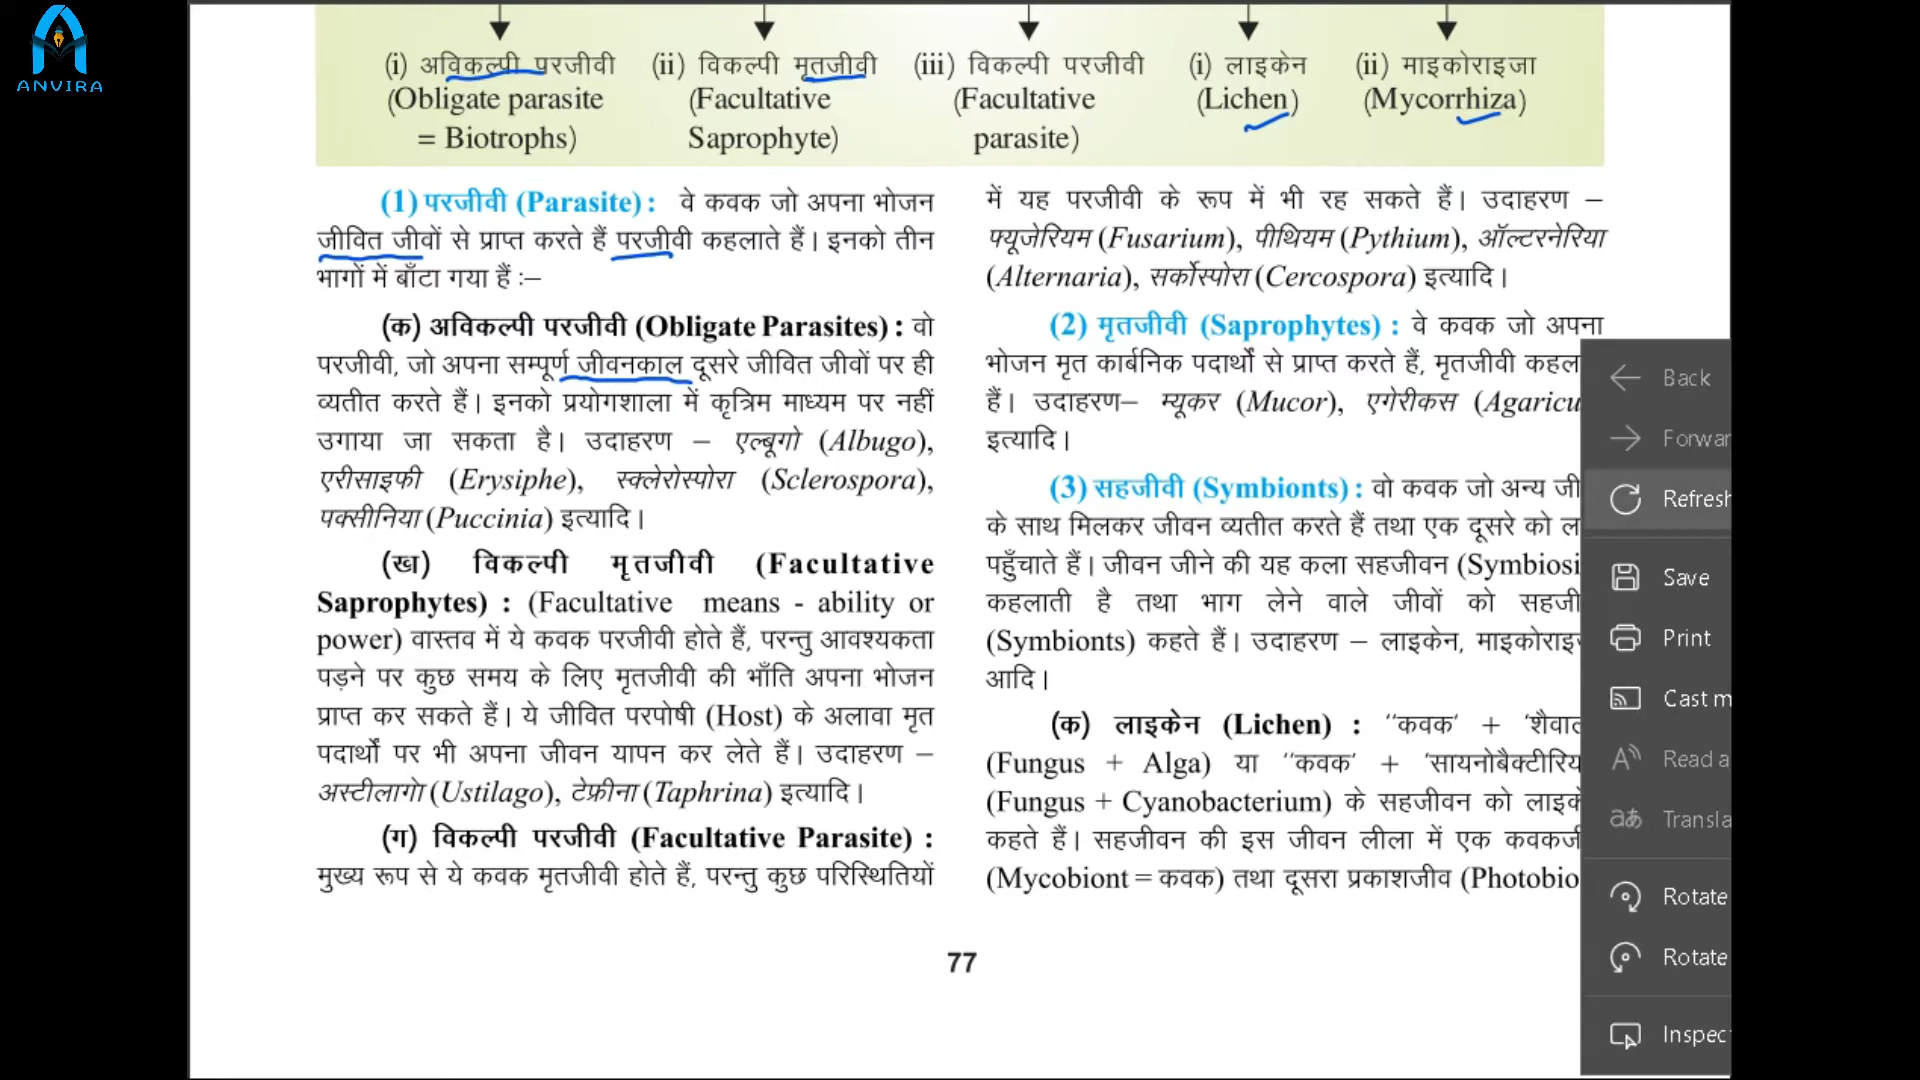 ANVIRA
(i) अविकल्पी परजीवी
(Obligate parasite
= Biotrophs)
(ii) विकल्पी मृतजीवी
(Facultative
Saprophyte)
(iii) विकल्पी परजीवी
(Facultative
parasite)
(i) लाइकेन
(Lichen)
(ii) माइकोराइजा
(Mycorrhiza)
(1) परजीवी (Parasite) : वे कवक जो अपना भोजन
जीवित जीवों से प्राप्त करते हैं परजीवी कहलाते हैं। इनको तीन
भागों में बाँटा गया हैं :–
(क) अविकल्पी परजीवी (Obligate Parasites) : वो
परजीवी, जो अपना सम्पूर्ण जीवनकाल दूसरे जीवित जीवों पर ही
व्यतीत करते हैं। इनको प्रयोगशाला में कृत्रिम माध्यम पर नहीं
उगाया जा सकता है। उदाहरण – एल्बूगो (Albugo),
एरीसाइफी (Erysiphe), स्क्लेरोस्पोरा (Sclerospora),
पक्सीनिया (Puccinia) इत्यादि।
(ख) विकल्पी मृतजीवी (Facultative
Saprophytes) : (Facultative means - ability or
power) वास्तव में ये कवक परजीवी होते हैं, परन्तु आवश्यकता
पड़ने पर कुछ समय के लिए मृतजीवी की भाँति अपना भोजन
प्राप्त कर सकते हैं। ये जीवित परपोषी (Host) के अलावा मृत
पदार्थों पर भी अपना जीवन यापन कर लेते हैं। उदाहरण –
अस्टीलागो (Ustilago), टेफ्रीना (Taphrina) इत्यादि।
(ग) विकल्पी परजीवी (Facultative Parasite) :
मुख्य रूप से ये कवक मृतजीवी होते हैं, परन्तु कुछ परिस्थितियों
में यह परजीवी के रूप में भी रह सकते हैं। उदाहरण –
फ्यूजेरियम (Fusarium), पीथियम (Pythium), ऑल्टरनेरिया
(Alternaria), सर्कोस्पोरा (Cercospora) इत्यादि।
(2) मृतजीवी (Saprophytes) : वे कवक जो अपना
भोजन मृत कार्बनिक पदार्थों से प्राप्त करते हैं, मृतजीवी कहल
हैं। उदाहरण– म्यूकर (Mucor), एगेरीकस (Agaricu
इत्यादि।
(3) सहजीवी (Symbionts) : वो कवक जो अन्य जी
के साथ मिलकर जीवन व्यतीत करते हैं तथा एक दूसरे को ल
पहुँचाते हैं। जीवन जीने की यह कला सहजीवन (Symbiosi
कहलाती है तथा भाग लेने वाले जीवों को सहजी
(Symbionts) कहते हैं। उदाहरण – लाइकेन, माइकोराइ
आदि।
(क) लाइकेन (Lichen) : ‘‘कवक’ + ‘शैवाल
(Fungus + Alga) या ‘‘कवक’ + ‘सायनोबैक्टीरिय
(Fungus + Cyanobacterium) के सहजीवन को लाइके
कहते हैं। सहजीवन की इस जीवन लीला में एक कवकजी
(Mycobiont = कवक) तथा दूसरा प्रकाशजीव (Photobio
77
Back
Forwar
Refresh
Save
Print
Cast m
Read a
Transla
Rotate
Rotate
Inspec